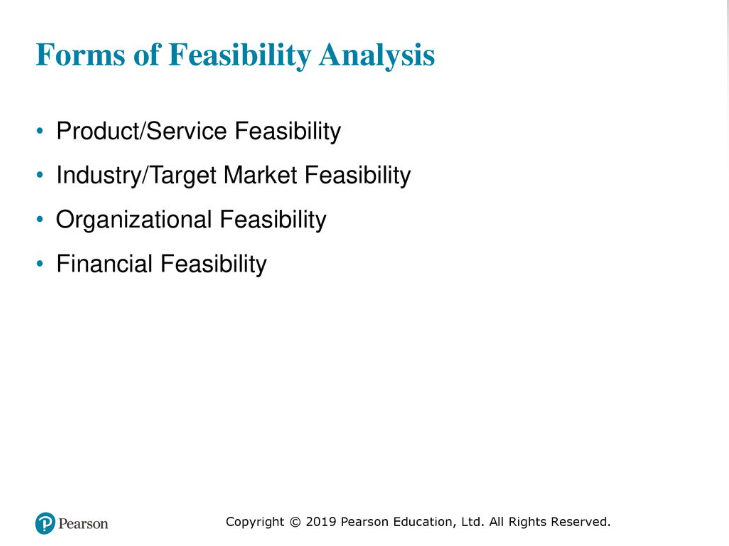 Forms of Feasibility Analysis
• Product/Service Feasibility
• Industry/Target Market Feasibility
• Organizational Feasibility
• Financial Feasibility
Pearson
Copyright © 2019 Pearson Education, Ltd. All Rights Reserved.